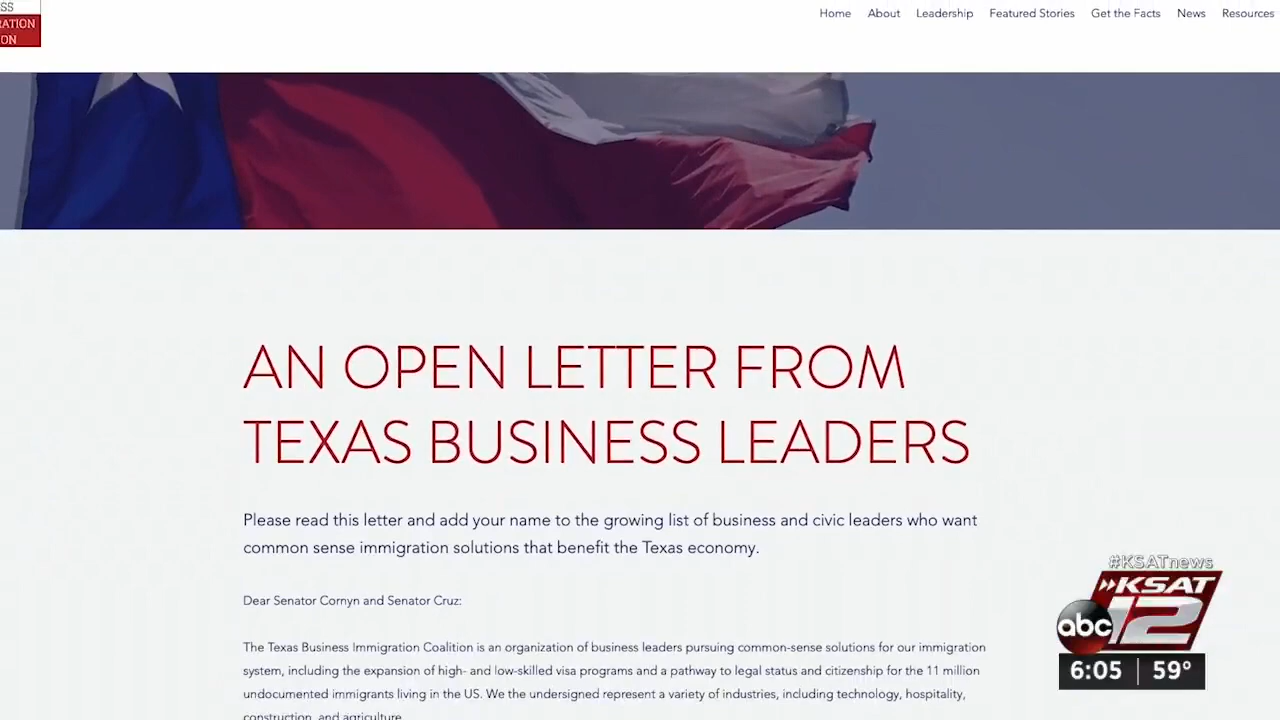 SS
RATION
ON
Home About Leadership Featured Stories Get the Facts News Resources
AN OPEN LETTER FROM
TEXAS BUSINESS LEADERS
Please read this letter and add your name to the growing list of business and civic leaders who want
common sense immigration solutions that benefit the Texas economy.
Dear Senator Cornyn and Senator Cruz:
The Texas Business Immigration Coalition is an organization of business leaders pursuing common-sense solutions for our immigration
system, including the expansion of high- and low-skilled visa programs and a pathway to legal status and citizenship for the 11 million
undocumented immigrants living in the US. We the undersigned represent a variety of industries, including technology, hospitality,
construction, and agriculture.
#KSATnews
KSAT
abc 12
6:05 59°